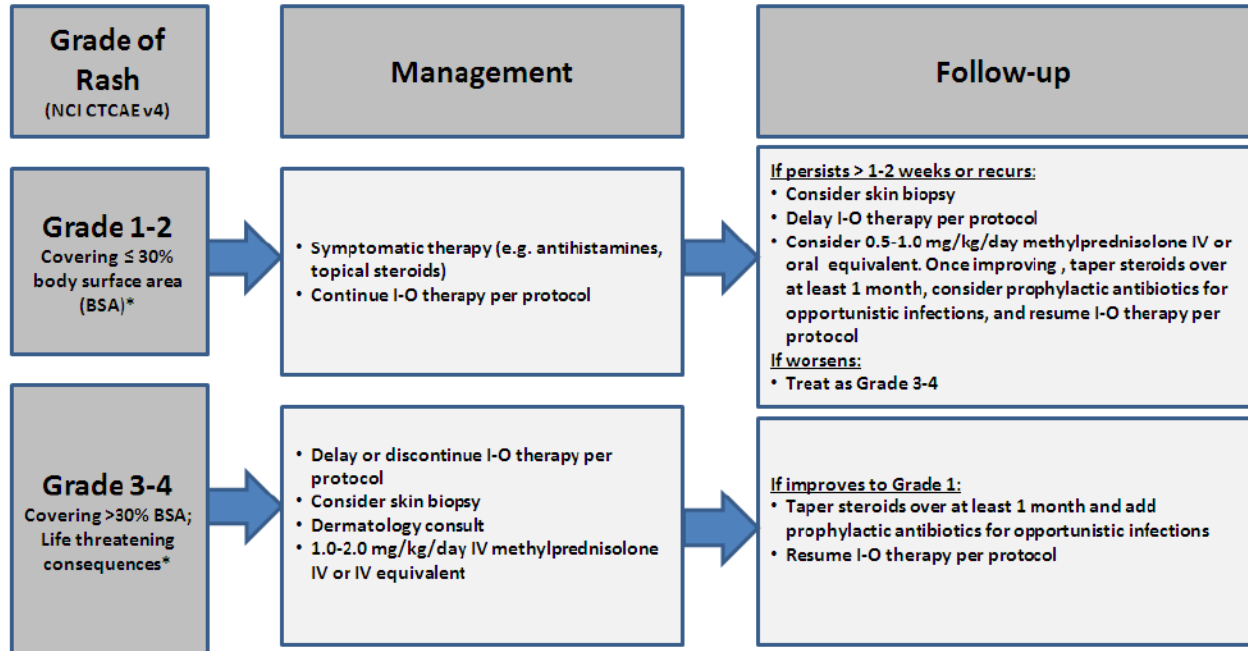 Grade of
Rash
(NCI CTCAE v4)
Management
Follow-up
Grade 1-2
Covering ≤ 30%
body surface area
(BSA)*
• Symptomatic therapy (e.g. antihistamines,
topical steroids)
• Continue I-O therapy per protocol
If persists > 1-2 weeks or recurs:
• Consider skin biopsy
• Delay I-O therapy per protocol
• Consider 0.5-1.0 mg/kg/day methylprednisolone IV or
oral equivalent. Once improving , taper steroids over
at least 1 month, consider prophylactic antibiotics for
opportunistic infections, and resume I-O therapy per
protocol
If worsens:
• Treat as Grade 3-4
Grade 3-4
Covering >30% BSA;
Life threatening
consequences*
• Delay or discontinue I-O therapy per
protocol
• Consider skin biopsy
• Dermatology consult
• 1.0-2.0 mg/kg/day IV methylprednisolone
IV or IV equivalent
If improves to Grade 1:
• Taper steroids over at least 1 month and add
prophylactic antibiotics for opportunistic infections
• Resume I-O therapy per protocol